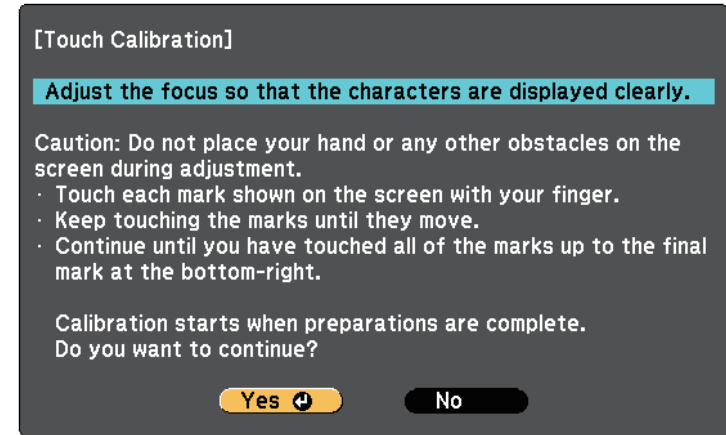 [Touch Calibration]
Adjust the focus so that the characters are displayed clearly.
Caution: Do not place your hand or any other obstacles on the
screen during adjustment.
· Touch each mark shown on the screen with your finger.
· Keep touching the marks until they move.
· Continue until you have touched all of the marks up to the final
mark at the bottom-right.
Calibration starts when preparations are complete.
Do you want to continue?
Yes No